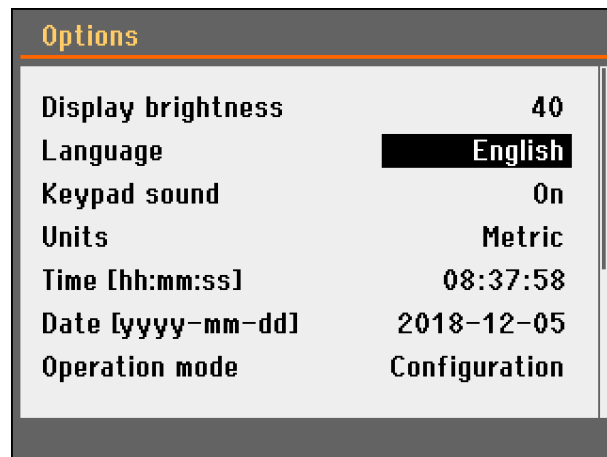 Options
Display brightness 40
Language English
Keypad sound On
Units Metric
Time [hh:mm:ss] 08:37:58
Date [yyyy-mm-dd] 2018-12-05
Operation mode Configuration